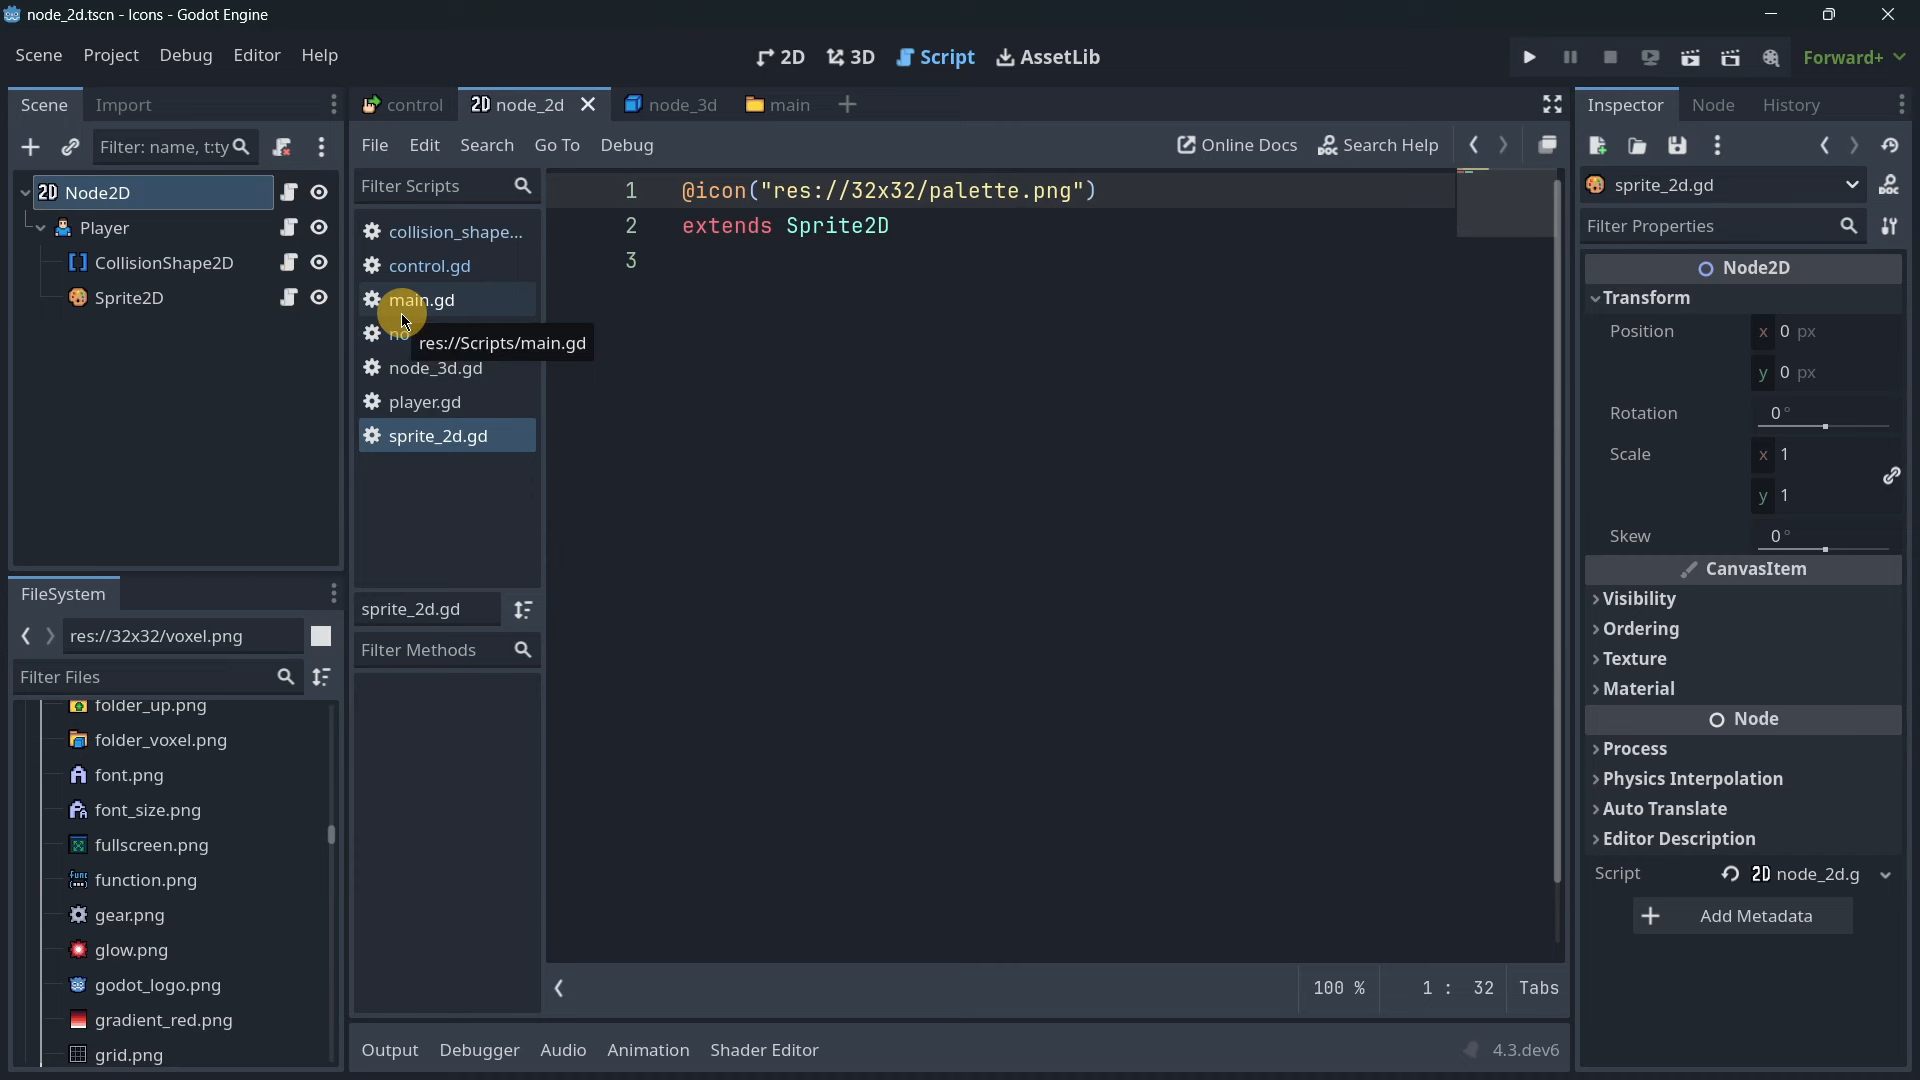 node_2d.tscn - Icons - Godot Engine
Scene Project Debug Editor Help
2D 3D Script AssetLib
Forward+
Scene Import
Filter: name, t:ty
2D Node2D
Player
CollisionShape2D
Sprite2D
FileSystem
res://32x32/voxel.png
Filter Files
folder_up.png
folder_voxel.png
font.png
font_size.png
fullscreen.png
function.png
gear.png
glow.png
godot_logo.png
gradient_red.png
grid.png
control 2D node_2d node_3d main
File Edit Search Go To Debug
Online Docs Search Help
Filter Scripts
collision_shape...
control.gd
main.gd
no
res://Scripts/main.gd
node_3d.gd
player.gd
sprite_2d.gd
sprite_2d.gd
Filter Methods
1 @icon("res://32x32/palette.png")
2 extends Sprite2D
3
100 % 1 : 32 Tabs
Output Debugger Audio Animation Shader Editor
4.3.dev6
Inspector Node History
sprite_2d.gd
Filter Properties
Node2D
Transform
Position x 0 px
y 0 px
Rotation 0°
Scale x 1
y 1
Skew 0°
CanvasItem
Visibility
Ordering
Texture
Material
Node
Process
Physics Interpolation
Auto Translate
Editor Description
Script 2D node_2d.g
Add Metadata